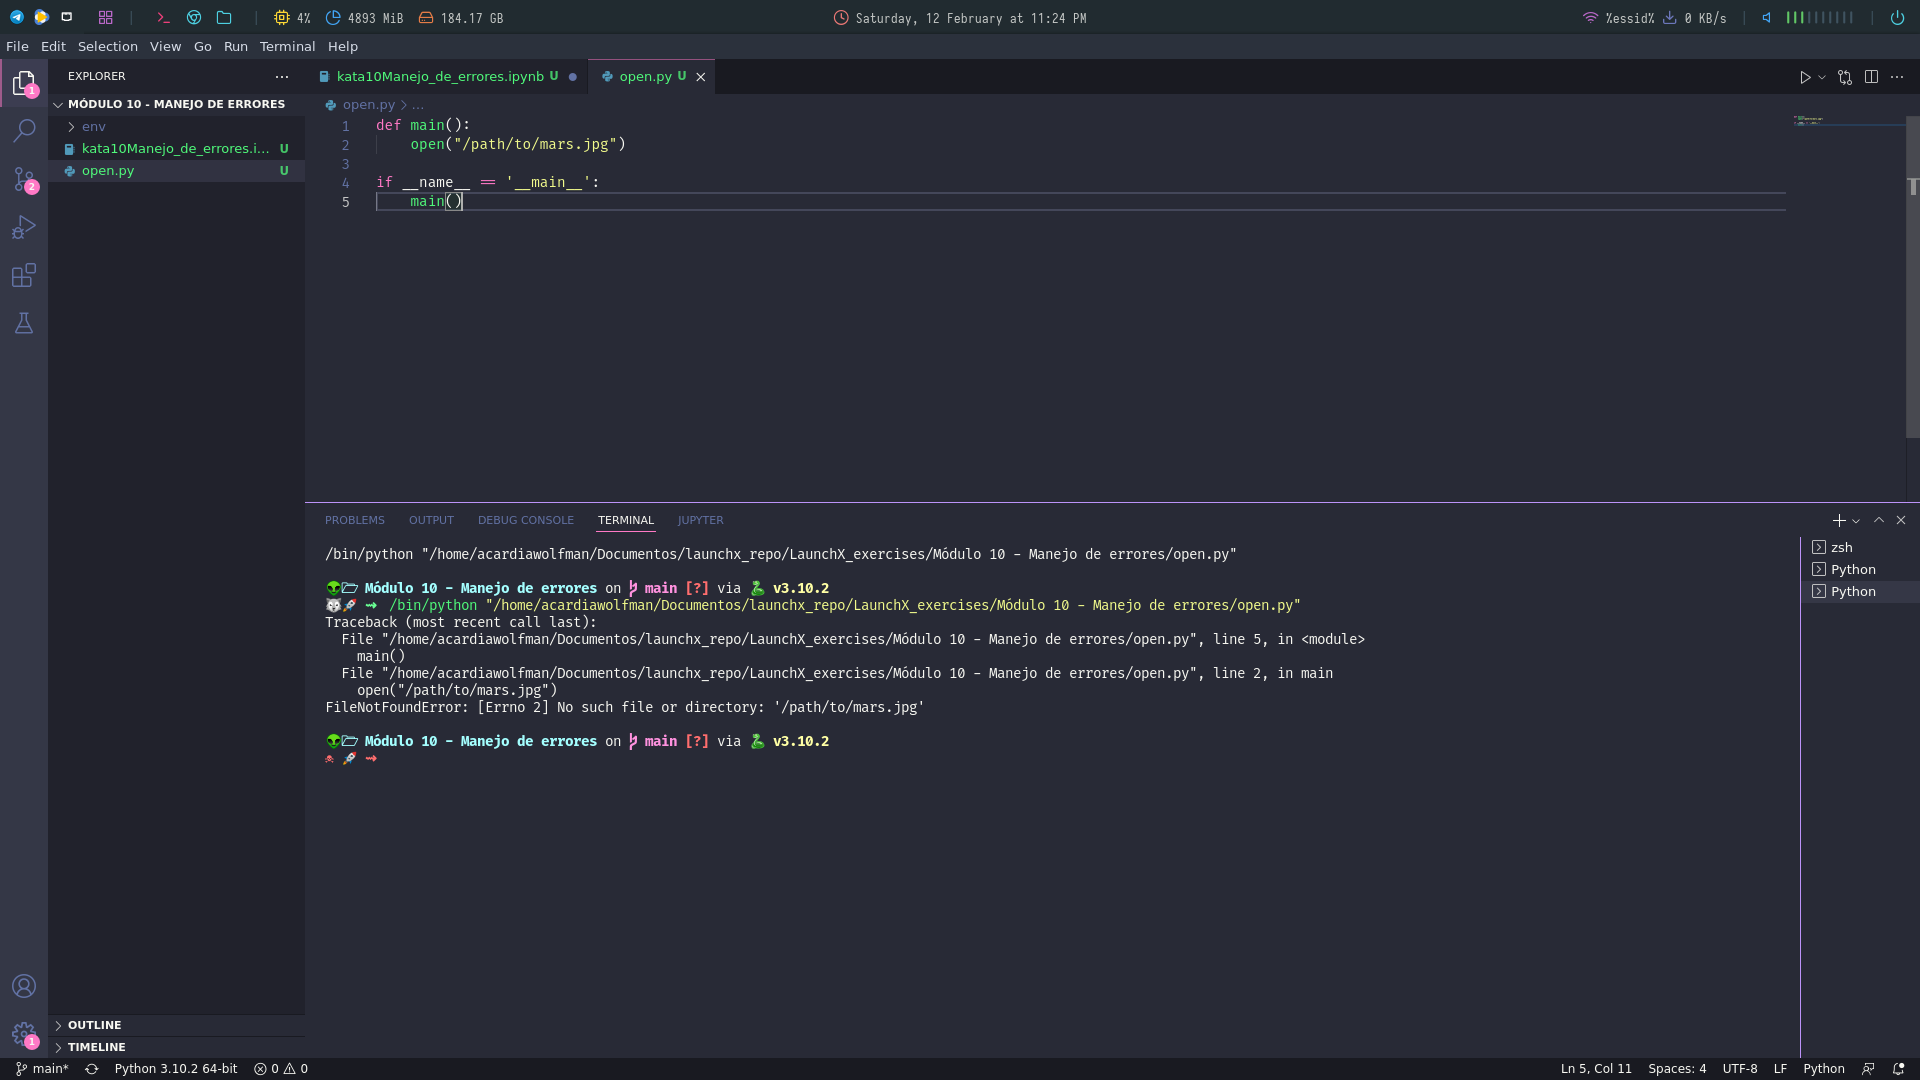 4% 4893 MiB 184.17 GB Saturday, 12 February at 11:24 PM %essid% 0 KB/s
File Edit Selection View Go Run Terminal Help
EXPLORER
kata10Manejo_de_errores.ipynb U open.py U
MÓDULO 10 - MANEJO DE ERRORES
env
kata10Manejo_de_errores.i... U
open.py U
1
2
1
open.py > ...
1 def main():
2 open("/path/to/mars.jpg")
3
4 if __name__ == '__main__':
5 main()
PROBLEMS OUTPUT DEBUG CONSOLE TERMINAL JUPYTER
/bin/python "/home/acardiawolfman/Documentos/launchx_repo/LaunchX_exercises/Módulo 10 - Manejo de errores/open.py"
Módulo 10 - Manejo de errores on main [?] via v3.10.2
/bin/python "/home/acardiawolfman/Documentos/launchx_repo/LaunchX_exercises/Módulo 10 - Manejo de errores/open.py"
Traceback (most recent call last):
File "/home/acardiawolfman/Documentos/launchx_repo/LaunchX_exercises/Módulo 10 - Manejo de errores/open.py", line 5, in <module>
main()
File "/home/acardiawolfman/Documentos/launchx_repo/LaunchX_exercises/Módulo 10 - Manejo de errores/open.py", line 2, in main
open("/path/to/mars.jpg")
FileNotFoundError: [Errno 2] No such file or directory: '/path/to/mars.jpg'
Módulo 10 - Manejo de errores on main [?] via v3.10.2
zsh
Python
Python
OUTLINE
TIMELINE
main* Python 3.10.2 64-bit 0 0 Ln 5, Col 11 Spaces: 4 UTF-8 LF Python